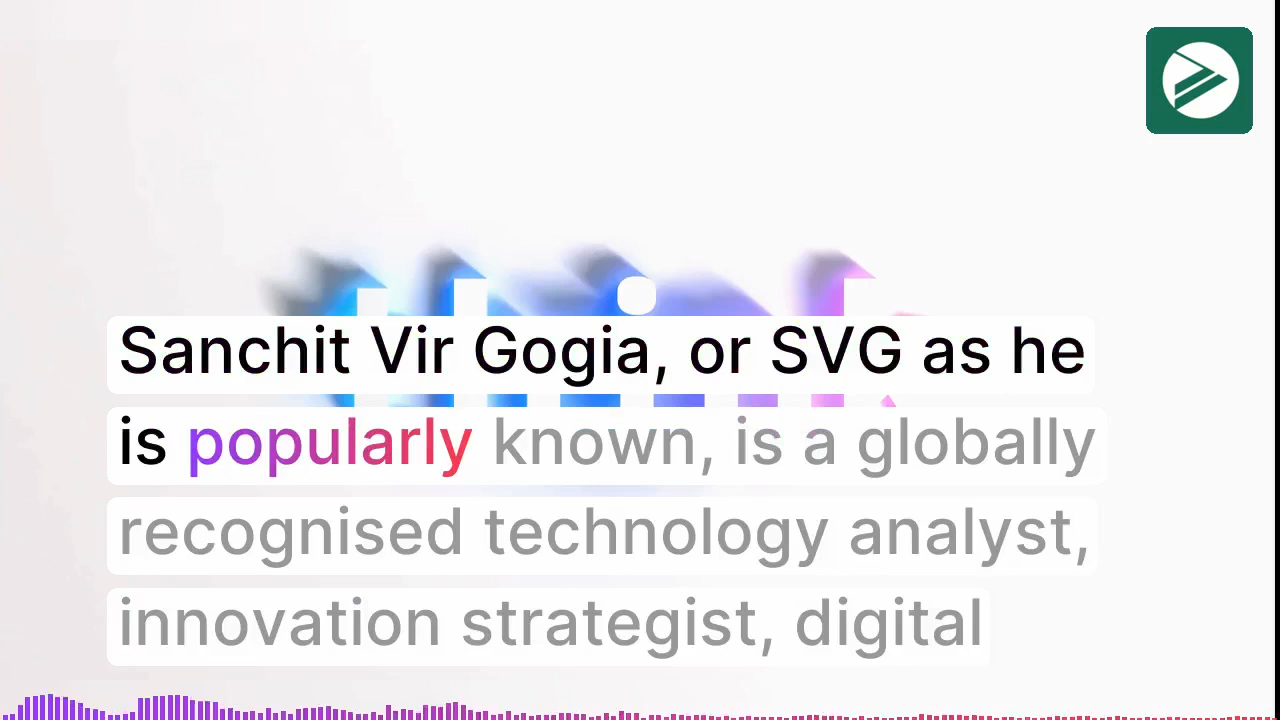 Sanchit Vir Gogia, or SVG as he
is popularly known, is a globally
recognised technology analyst,
innovation strategist, digital